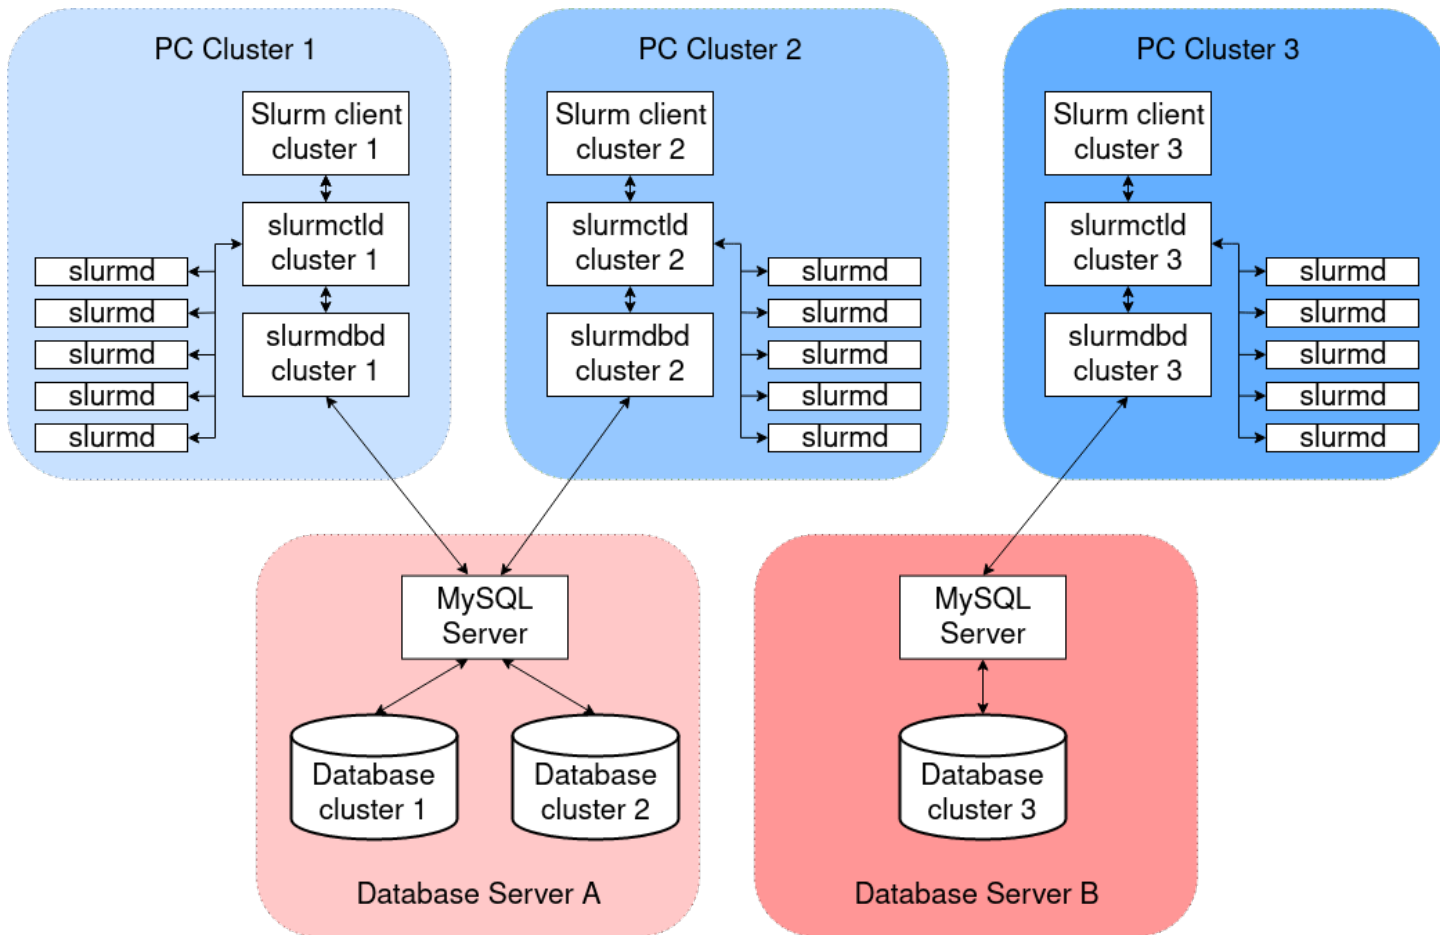 PC Cluster 1
Slurm client
cluster 1
slurmctld
cluster 1
slurmd
slurmd
slurmd
slurmd
slurmd
slurmdbd
cluster 1
PC Cluster 2
Slurm client
cluster 2
slurmctld
cluster 2
slurmdbd
cluster 2
slurmd
slurmd
slurmd
slurmd
slurmd
PC Cluster 3
Slurm client
cluster 3
slurmctld
cluster 3
slurmdbd
cluster 3
slurmd
slurmd
slurmd
slurmd
slurmd
MySQL
Server
Database
cluster 1
Database
cluster 2
Database Server A
MySQL
Server
Database
cluster 3
Database Server B